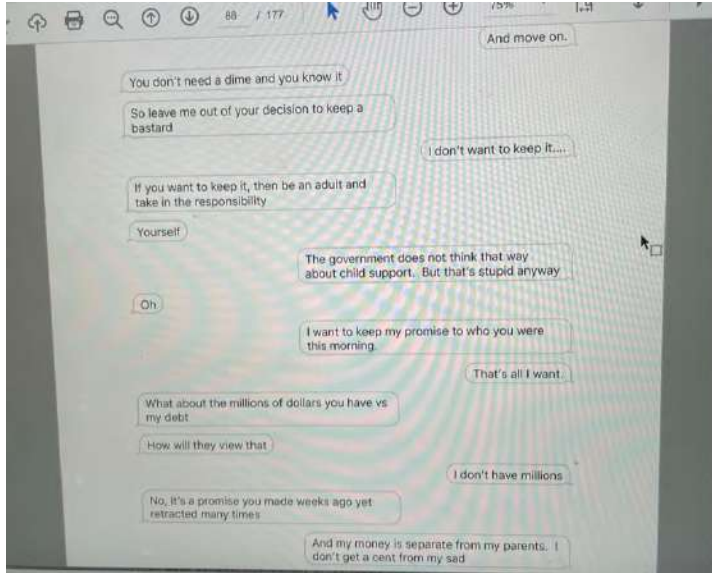 88 / 177
75%
And move on.
You don't need a dime and you know it
So leave me out of your decision to keep a
bastard
I don't want to keep it....
If you want to keep it, then be an adult and
take in the responsibility
Yourself
The government does not think that way
about child support. But that's stupid anyway
Oh
I want to keep my promise to who you were
this morning.
That's all I want.
What about the millions of dollars you have vs
my debt
How will they view that
I don't have millions
No, it's a promise you made weeks ago yet
retracted many times
And my money is separate from my parents. I
don't get a cent from my sad